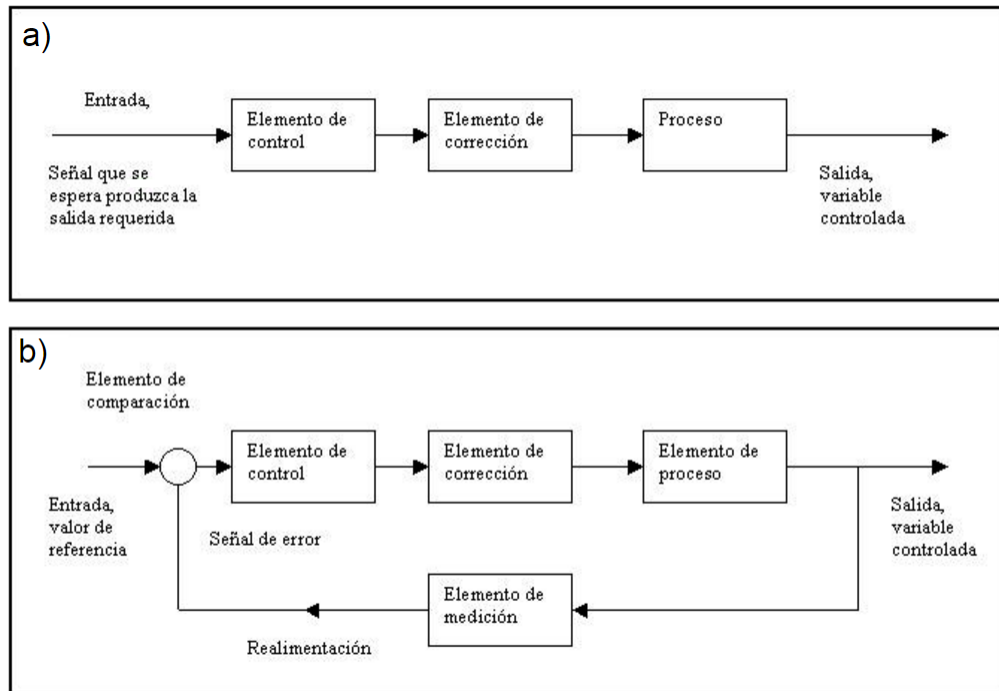 a)
Entrada,
Elemento de
control
Elemento de
corrección
Proceso
Señal que se
espera produzca la
salida requerida
Salida,
variable
controlada
b)
Elemento de
comparación
Elemento de
control
Elemento de
corrección
Elemento de
proceso
Entrada,
valor de
referencia
Señal de error
Salida,
variable
controlada
Elemento de
medición
Realimentación